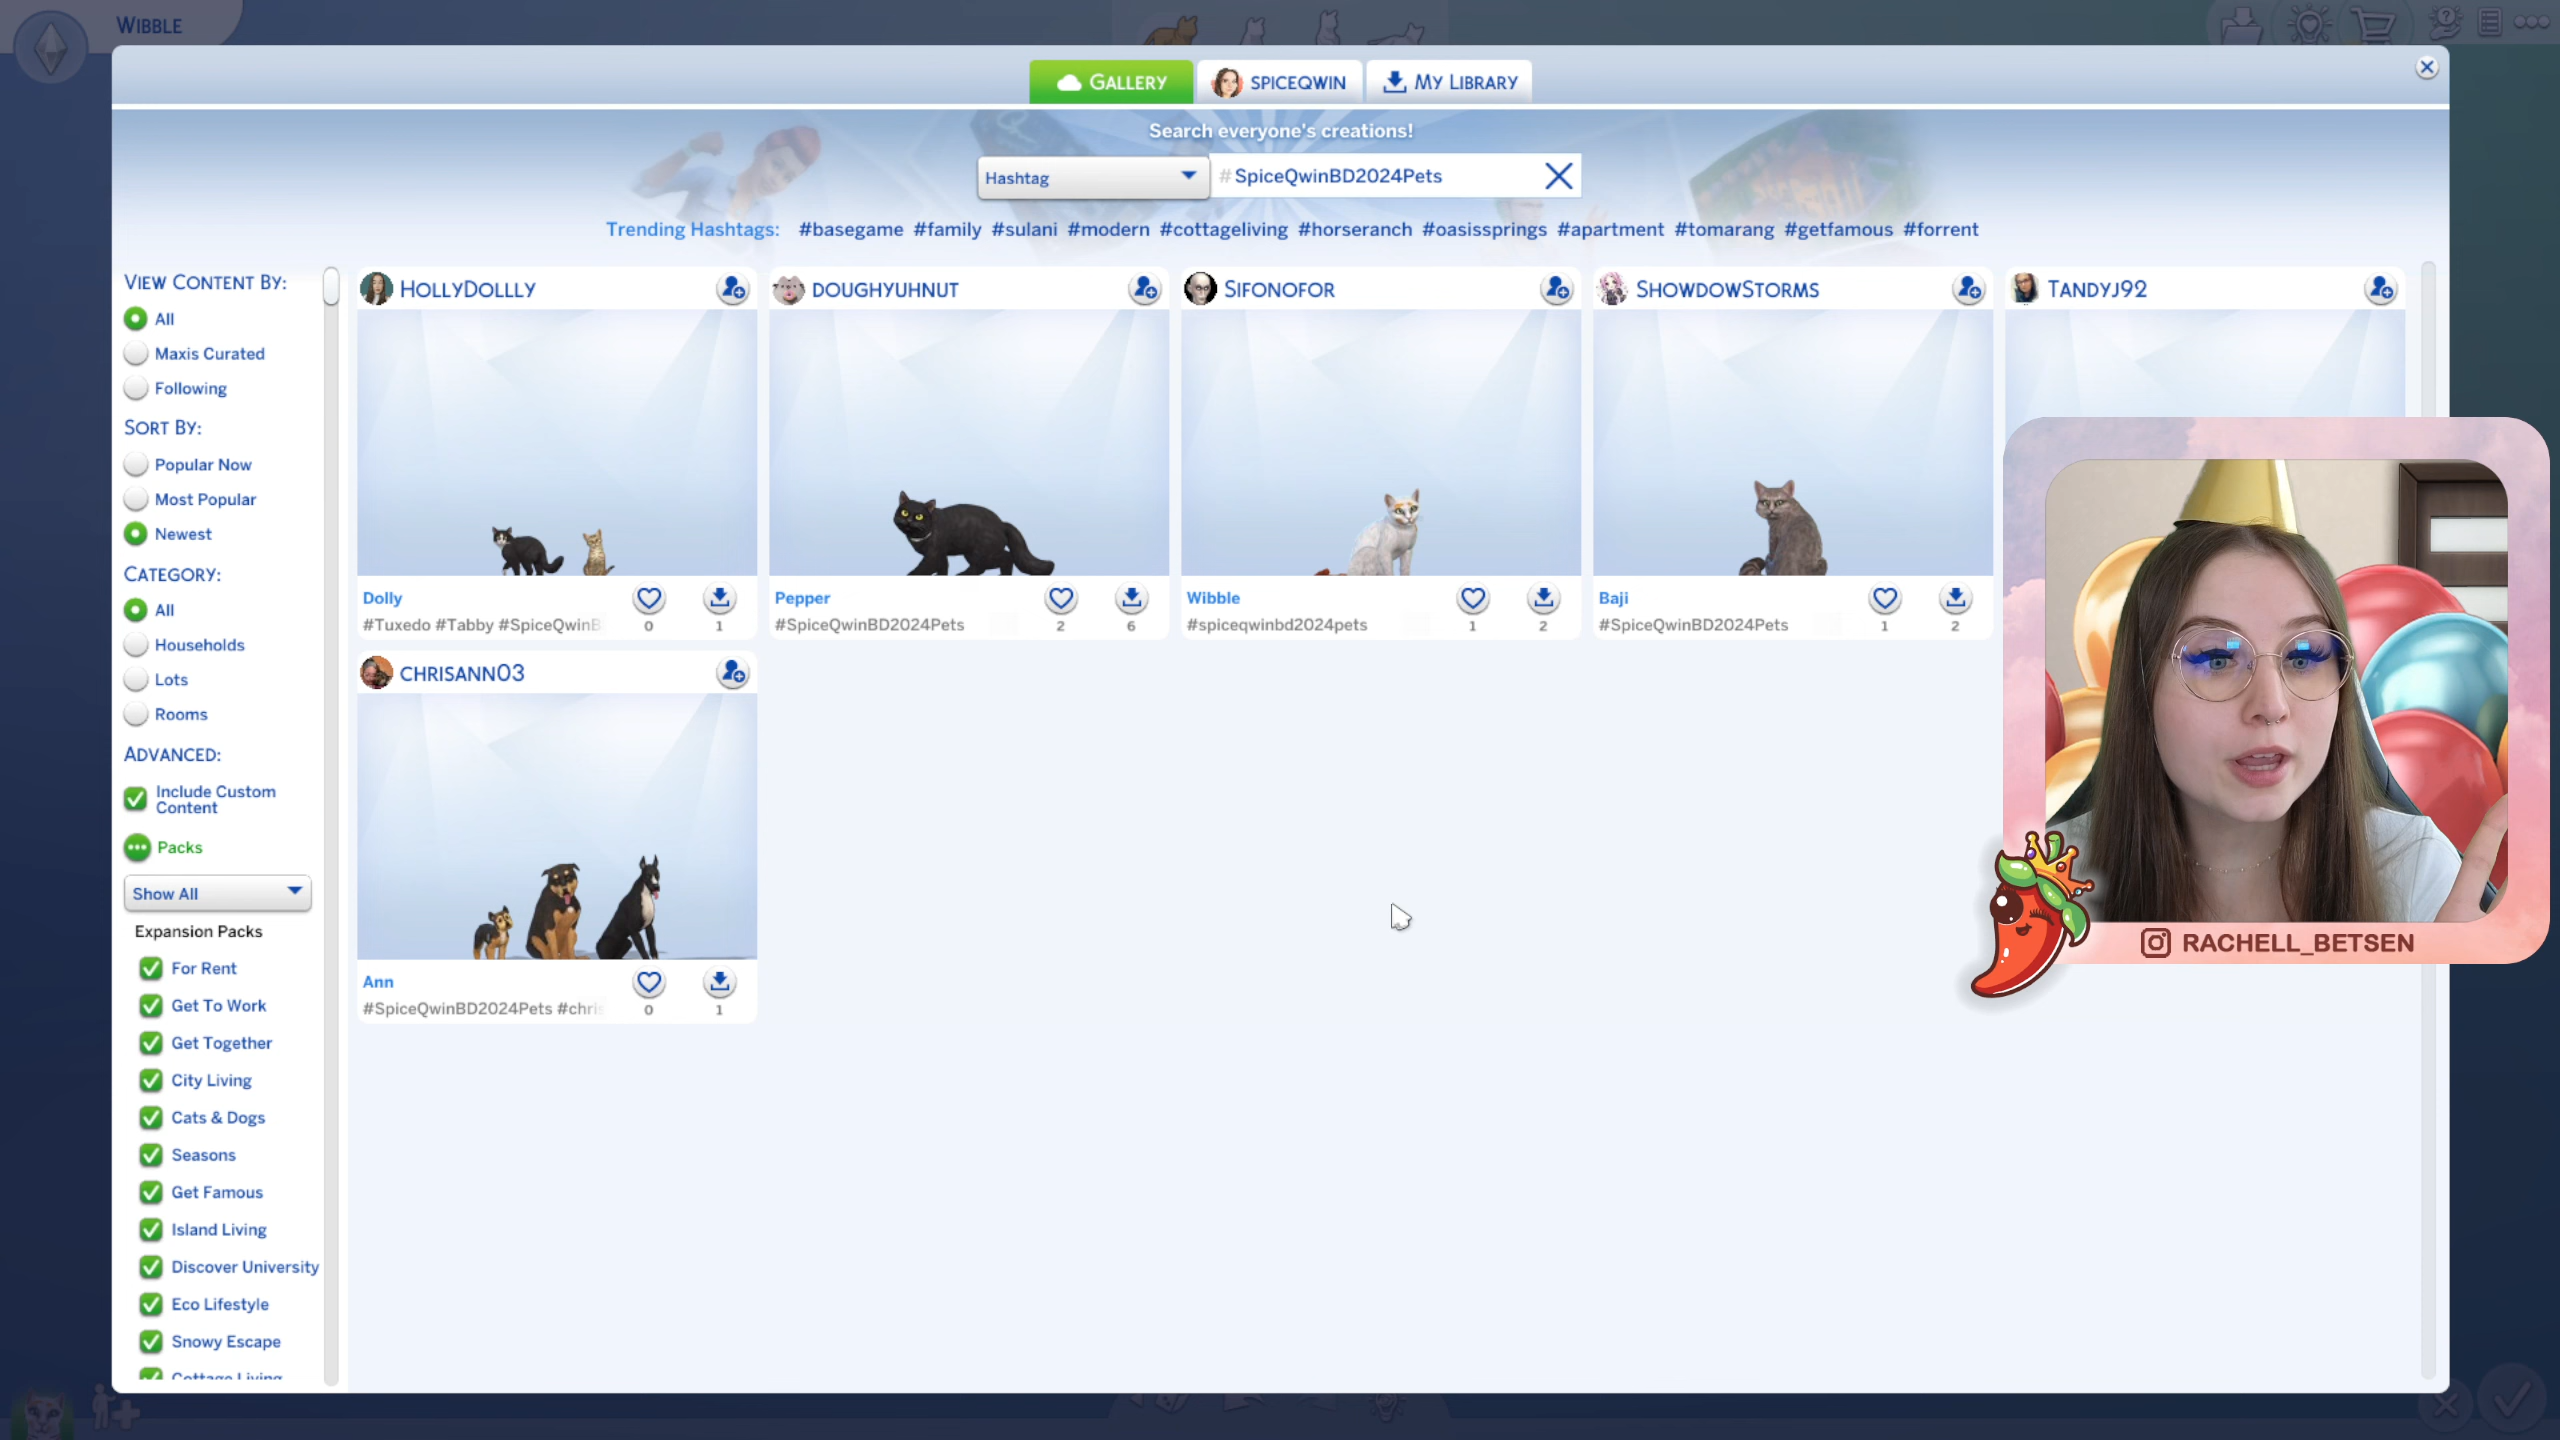 WIBBLE
GALLERY
SPICEQWIN
MY LIBRARY
Search everyone's creations!
Hashtag
# SpiceQwinBD2024Pets
Trending Hashtags: #basegame #family #sulani #modern #cottageliving #horseranch #oasissprings #apartment #tomarang #getfamous #forrent
VIEW CONTENT BY:
All
Maxis Curated
Following
SORT BY:
Popular Now
Most Popular
Newest
CATEGORY:
All
Households
Lots
Rooms
ADVANCED:
Include Custom
Content
Packs
Show All
Expansion Packs
For Rent
Get To Work
Get Together
City Living
Cats & Dogs
Seasons
Get Famous
Island Living
Discover University
Eco Lifestyle
Snowy Escape
Cottage Living
HOLLYDOLLLY
Dolly
#Tuxedo #Tabby #SpiceQwinB
0
1
DOUGHYUHNUT
Pepper
#SpiceQwinBD2024Pets
2
6
SIFONOFOR
Wibble
#spiceqwinbd2024pets
1
2
SHOWDOWSTORMS
Baji
#SpiceQwinBD2024Pets
1
2
TANDYJ92
CHRISANN03
Ann
#SpiceQwinBD2024Pets #chris
0
1
RACHELL_BETSEN